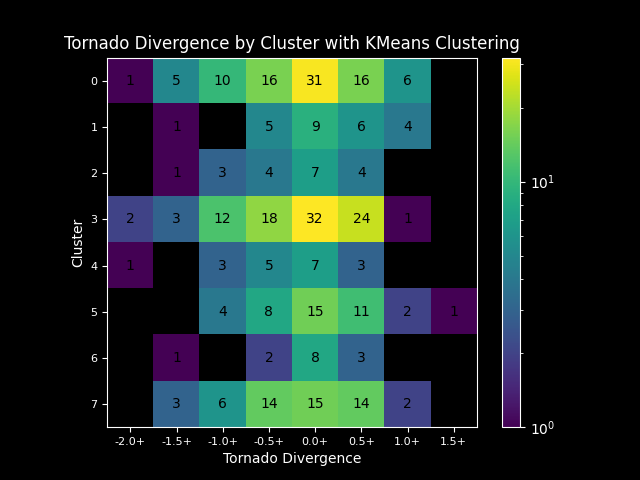 Tornado Divergence by Cluster with KMeans Clustering
0 1 5 10 16 31 16 6
1 1 5 9 6 4
2 1 3 4 7 4
3 2 3 12 18 32 24 1
4 1 3 5 7 3
5 4 8 15 11 2 1
6 1 2 8 3
7 3 6 14 15 14 2
-2.0+ -1.5+ -1.0+ -0.5+ 0.0+ 0.5+ 1.0+ 1.5+
Tornado Divergence
Cluster
10¹
10⁰